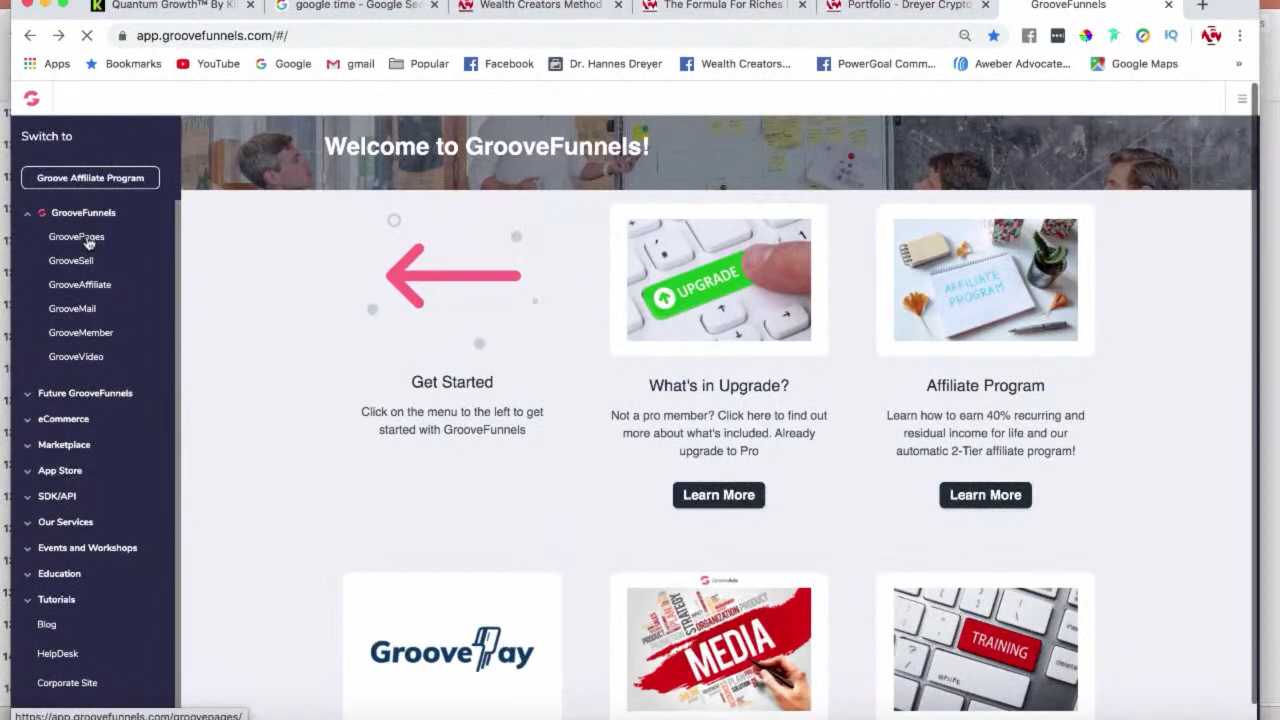 Quantum Growth™ By Kl
google time - Google Se
Wealth Creators Method
The Formula For Riches
Portfolio - Dreyer Crypto
GrooveFunnels
app.groovefunnels.com/#/
Apps
Bookmarks
YouTube
Google
gmail
Popular
Facebook
Dr. Hannes Dreyer
Wealth Creators...
PowerGoal Comm...
Aweber Advocate...
Google Maps
»
Switch to
Groove Affiliate Program
GrooveFunnels
GroovePages
GrooveSell
GrooveAffiliate
GrooveMail
GrooveMember
GrooveVideo
Future GrooveFunnels
eCommerce
Marketplace
App Store
SDK/API
Our Services
Events and Workshops
Education
Tutorials
Blog
HelpDesk
Corporate Site
https://app.groovefunnels.com/groovepages/
Welcome to GrooveFunnels!
Get Started
Click on the menu to the left to get
started with GrooveFunnels
UPGRADE
What's in Upgrade?
Not a pro member? Click here to find out
more about what's included. Already
upgrade to Pro
Learn More
AFFILIATE
PROGRAM
Affiliate Program
Learn how to earn 40% recurring and
residual income for life and our
automatic 2-Tier affiliate program!
Learn More
GroovePay
GrooveAds
STRATEGY
ORGANIZATION
PRODUCT
MEDIA
TRAINING
shift
delete